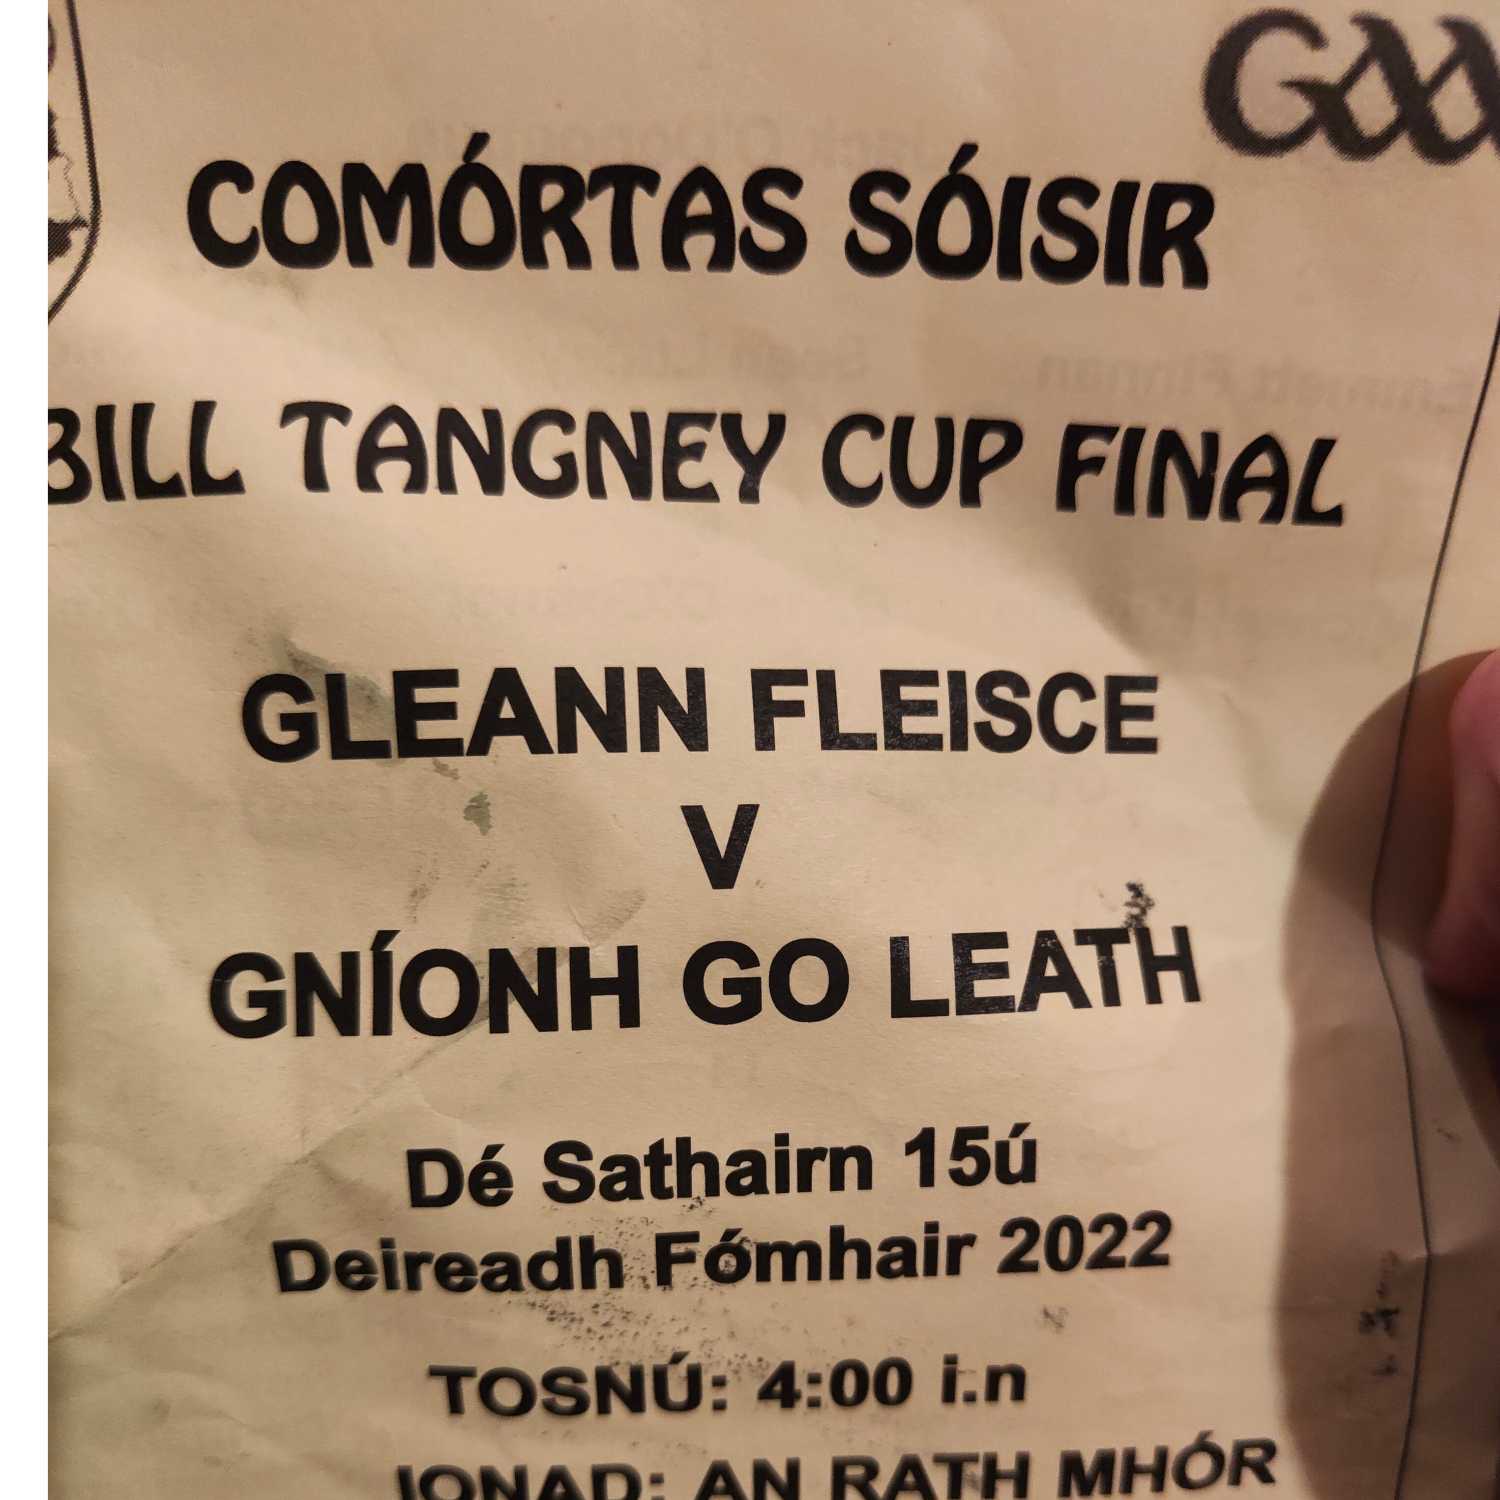 GAA
COMÓRTAS SÓISIR
BILL TANGNEY CUP FINAL
GLEANN FLEISCE
V
GNÍONH GO LEATH
Dé Sathairn 15ú
Deireadh Fómhair 2022
TOSNÚ: 4:00 i.n
IONAD: AN RATH MHÓR